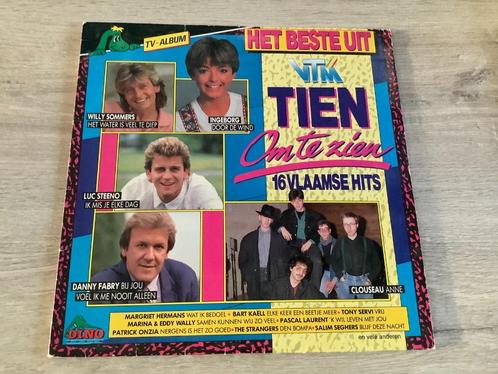 TV-ALBUM
HET BESTE UIT
VTM
TIEN
Om te zien
16 VLAAMSE HITS
WILLY SOMMERS
HET WATER IS VEEL TE DIEP
INGEBORG
DOOR DE WIND
LUC STEENO
IK MIS JE ELKE DAG
DANNY FABRY BIJ JOU
VOEL IK ME NOOIT ALLEEN
CLOUSEAU ANNE
MARGRIET HERMANS WAT IK BEDOEL • BART KAËLL ELKE KEER EEN BEETJE MEER • TONY SERVI VRIJ
MARINA & EDDY WALLY SAMEN KUNNEN WIJ ZO VEEL • PASCAL LAURENT 'K WIL LEVEN MET JOU
PATRICK ONZIA NERGENS IS HET ZO GOED • THE STRANGERS DEN BOMPA • SALIM SEGHERS BLIJF DEZE NACHT
en vele anderen
DINO